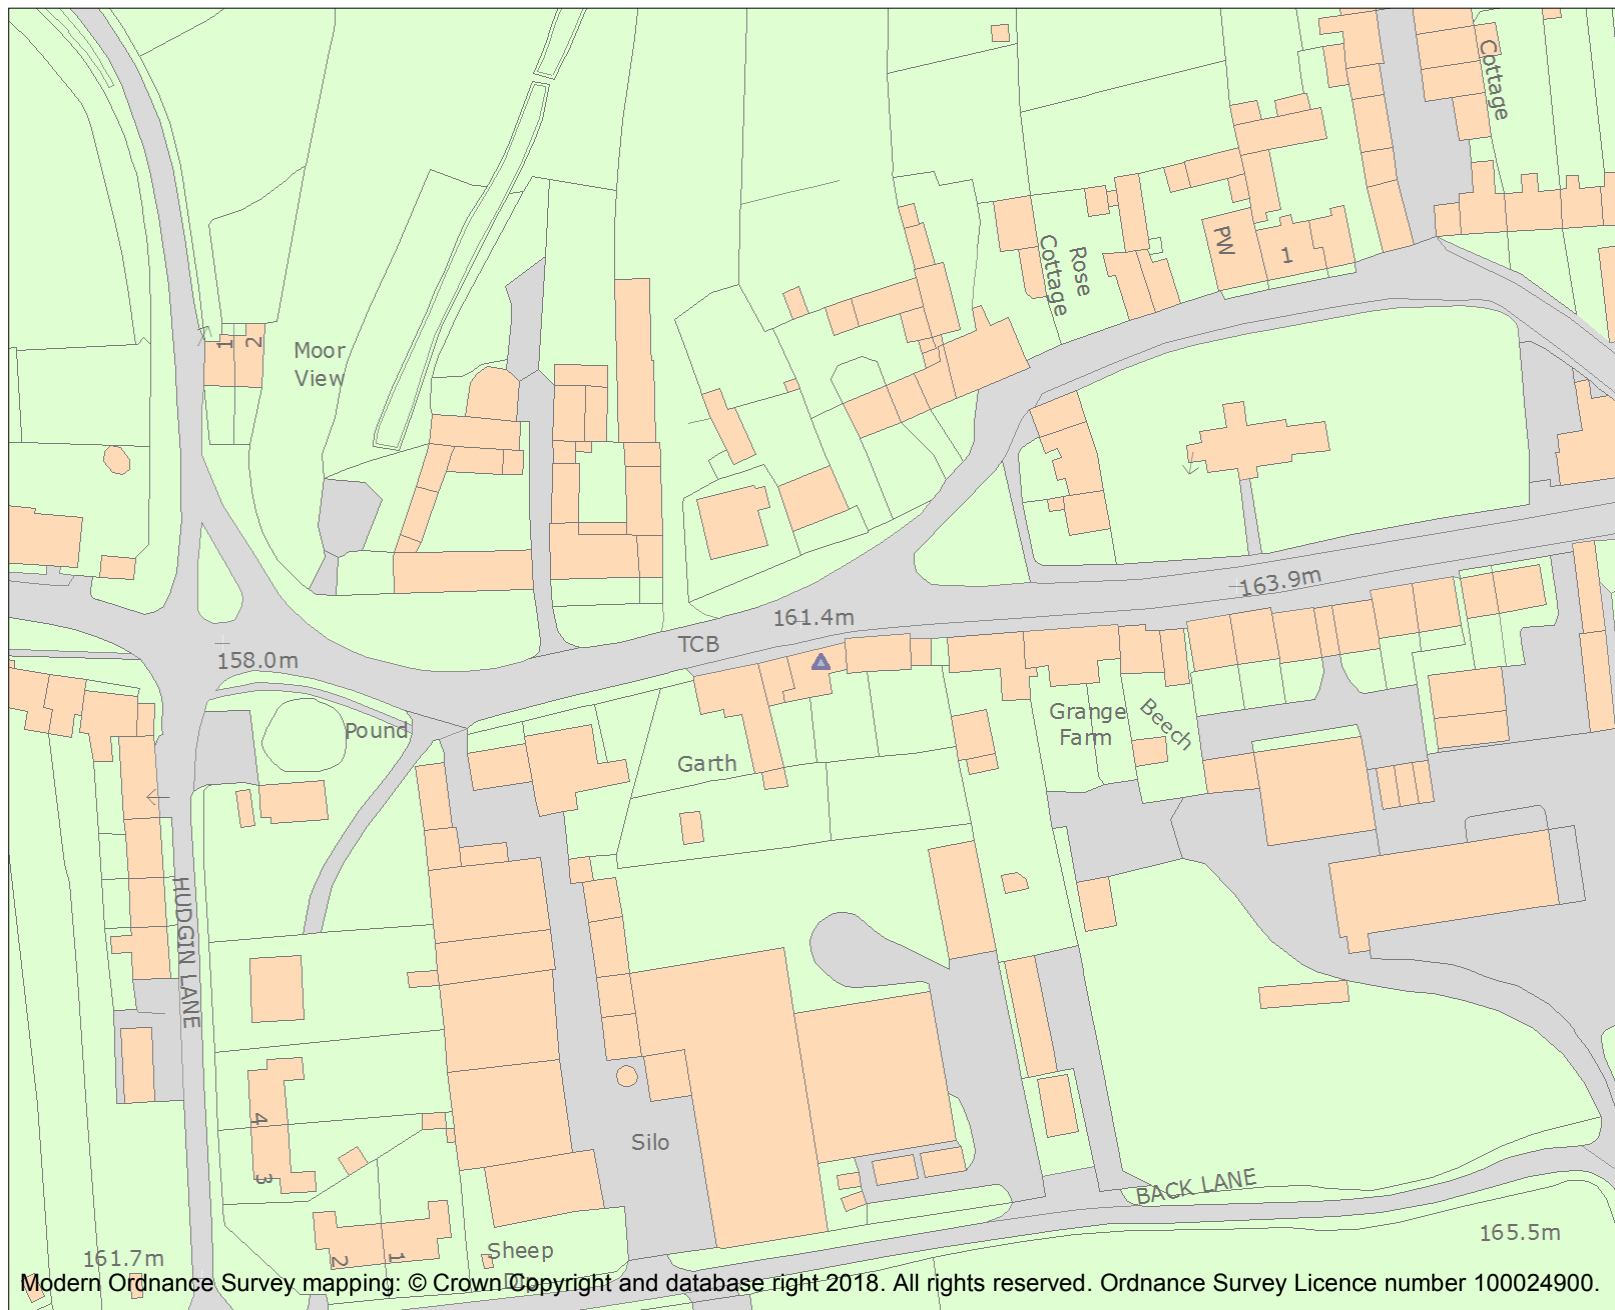 Cottage
PW
1
Rose
Cottage
1
2
Moor
View
163.9m
161.4m
TCB
158.0m
Pound
Garth
Grange
Farm
Beech
HUDGIN LANE
4
3
Silo
BACK LANE
165.5m
2
1
Sheep
Dip
161.7m
Modern Ordnance Survey mapping: © Crown Copyright and database right 2018. All rights reserved. Ordnance Survey Licence number 100024900.